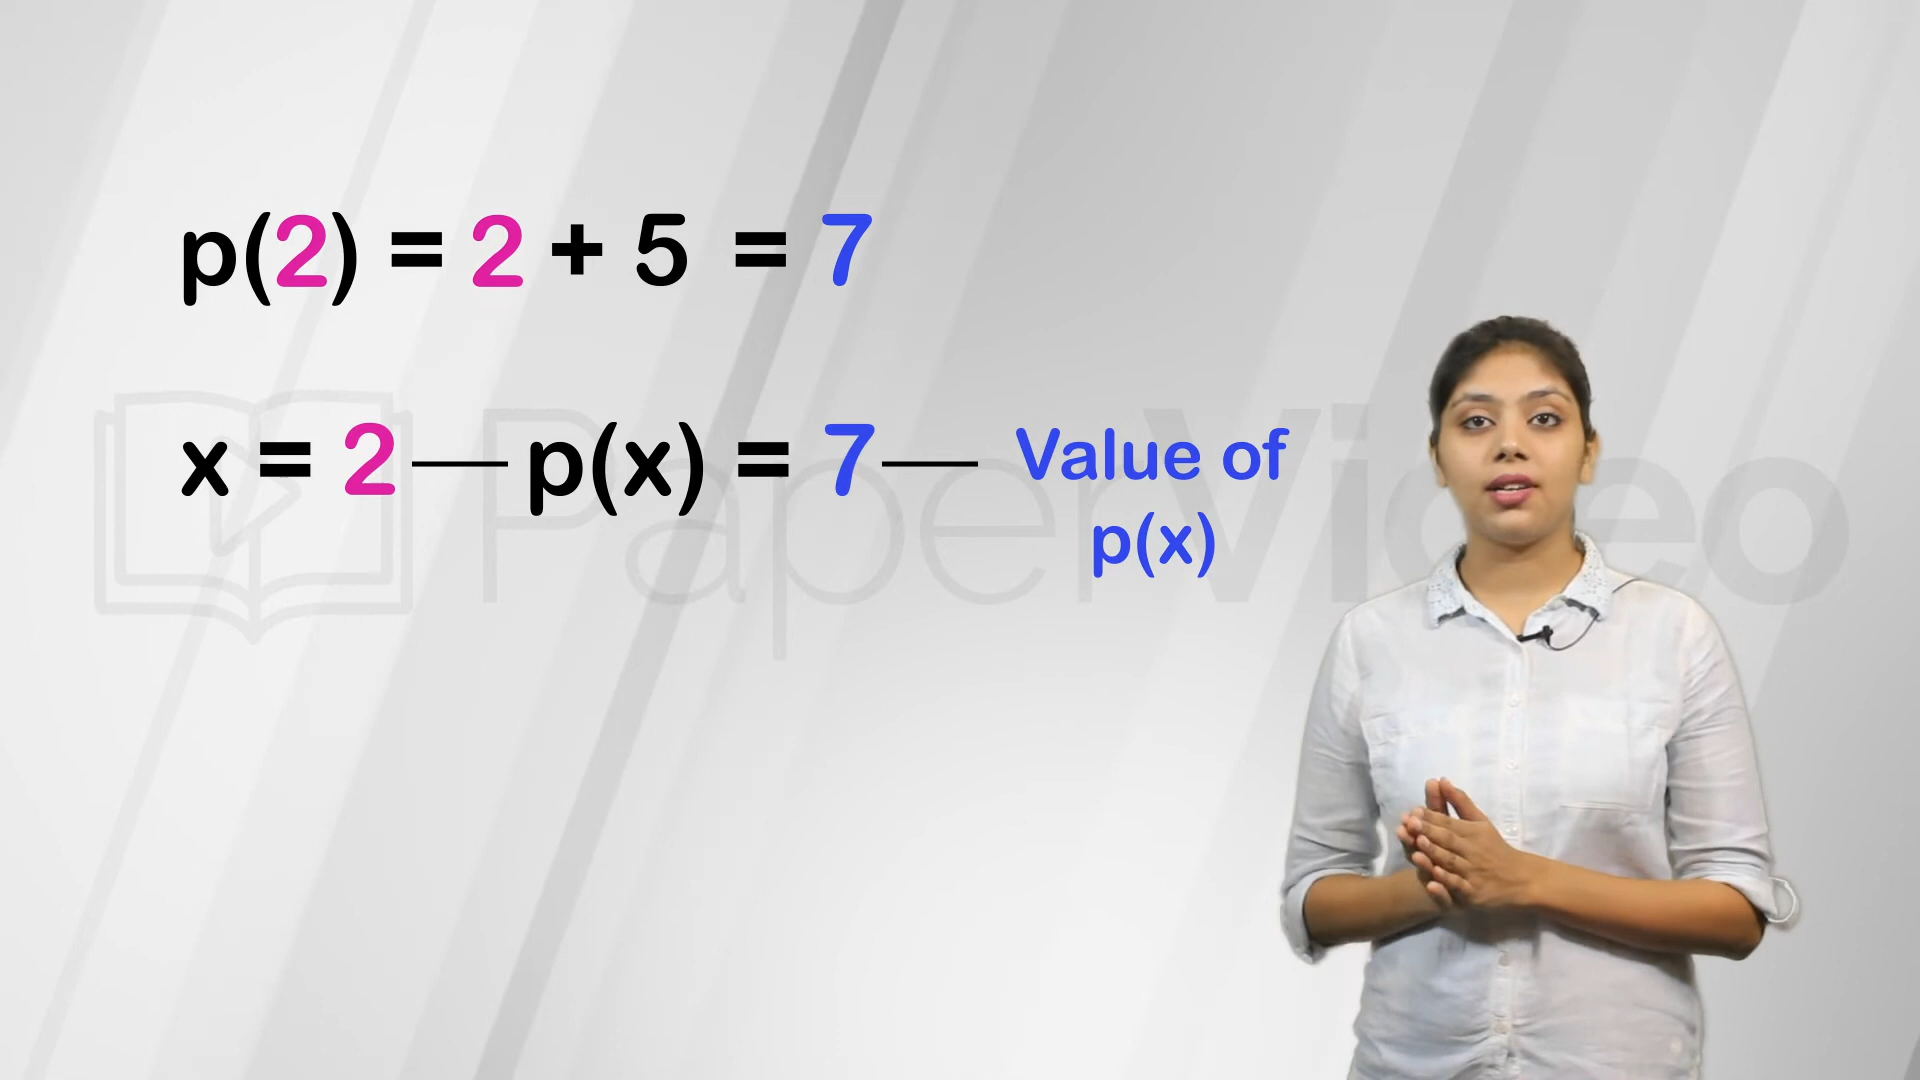 p(2) = 2 + 5 = 7
x = 2 — p(x) = 7 — Value of
p(x)
PaperVideo